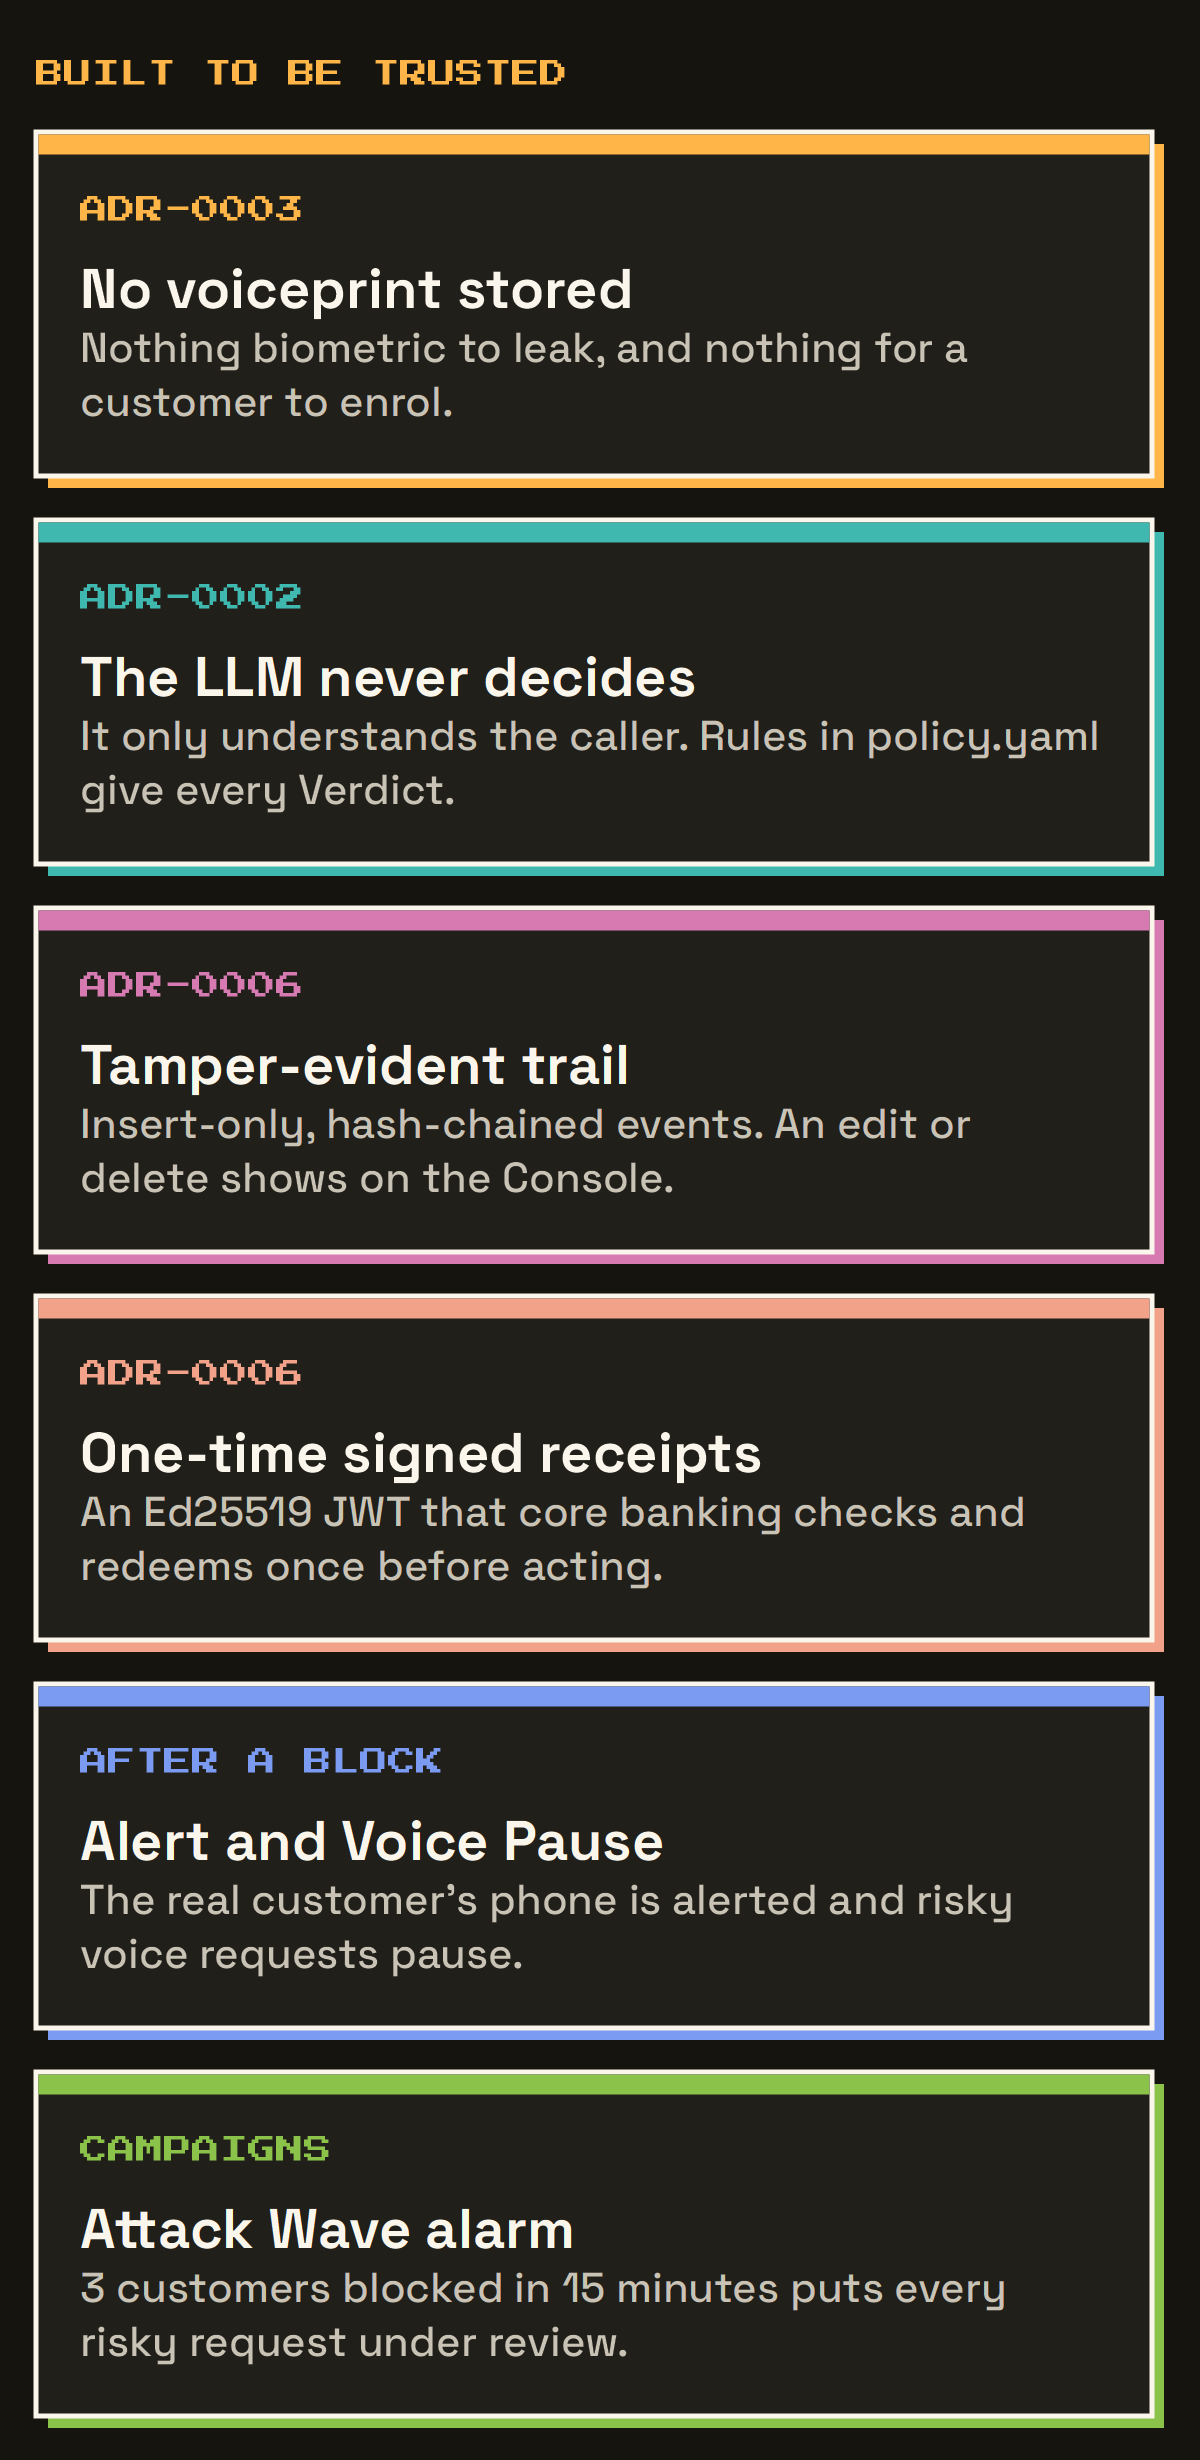 BUILT TO BE TRUSTED
ADR-0003
No voiceprint stored
Nothing biometric to leak, and nothing for a
customer to enrol.
ADR-0002
The LLM never decides
It only understands the caller. Rules in policy.yaml
give every Verdict.
ADR-0006
Tamper-evident trail
Insert-only, hash-chained events. An edit or
delete shows on the Console.
ADR-0006
One-time signed receipts
An Ed25519 JWT that core banking checks and
redeems once before acting.
AFTER A BLOCK
Alert and Voice Pause
The real customer’s phone is alerted and risky
voice requests pause.
CAMPAIGNS
Attack Wave alarm
3 customers blocked in 15 minutes puts every
risky request under review.